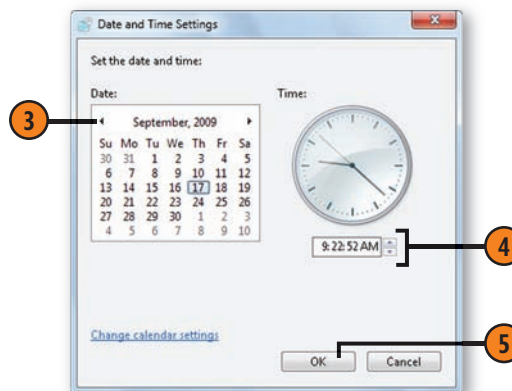 Date and Time Settings
Set the date and time:
Date:
Time:
3
September, 2009
Su Mo Tu We Th Fr Sa
30 31 1 2 3 4 5
6 7 8 9 10 11 12
13 14 15 16 17 18 19
20 21 22 23 24 25 26
27 28 29 30 1 2 3
4 5 6 7 8 9 10
9:22:52 AM
4
Change calendar settings
5
OK
Cancel